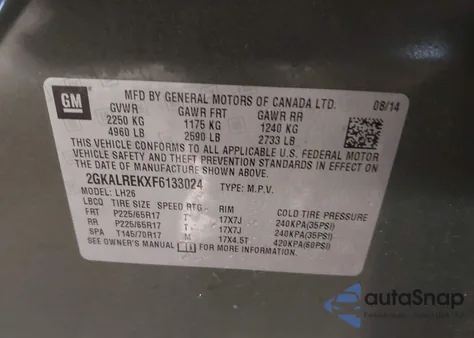 GM
MFD BY GENERAL MOTORS OF CANADA LTD. 08/14
GVWR GAWR FRT GAWR RR
2250 KG 1175 KG 1240 KG
4960 LB 2590 LB 2733 LB
THIS VEHICLE CONFORMS TO ALL APPLICABLE U.S. FEDERAL MOTOR
VEHICLE SAFETY, BUMPER, AND THEFT PREVENTION STANDARDS IN EFFECT
ON THE DATE OF MANUFACTURE SHOWN ABOVE.
2GKALREKXF6133024 TYPE: M.P.V.
MODEL: LH26
LBCQ TIRE SIZE SPEED RTG RIM COLD TIRE PRESSURE
FRT P225/65R17 T 17X7J 240KPA(35PSI)
RR P225/65R17 T 17X7J 240KPA(35PSI)
SPA T145/70R17 M 17X4.5T 420KPA(60PSI)
SEE OWNER'S MANUAL FOR MORE INFORMATION.
autoSnap